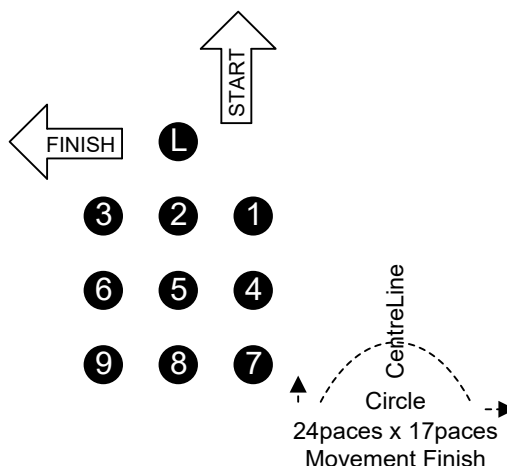 START
FINISH
L
3 2 1
6 5 4
9 8 7
CentreLine
Circle
24paces x 17paces
Movement Finish